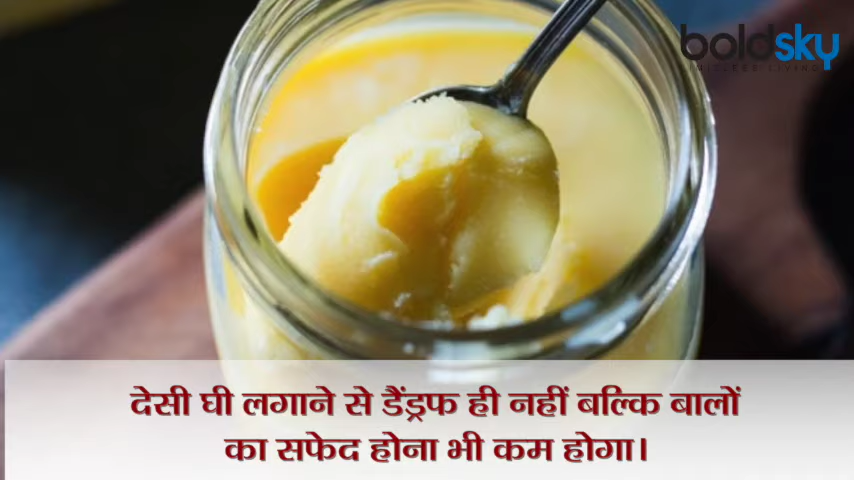 boldsky
देसी घी लगाने से डैंड्रफ ही नहीं बल्कि बालों
का सफेद होना भी कम होगा।